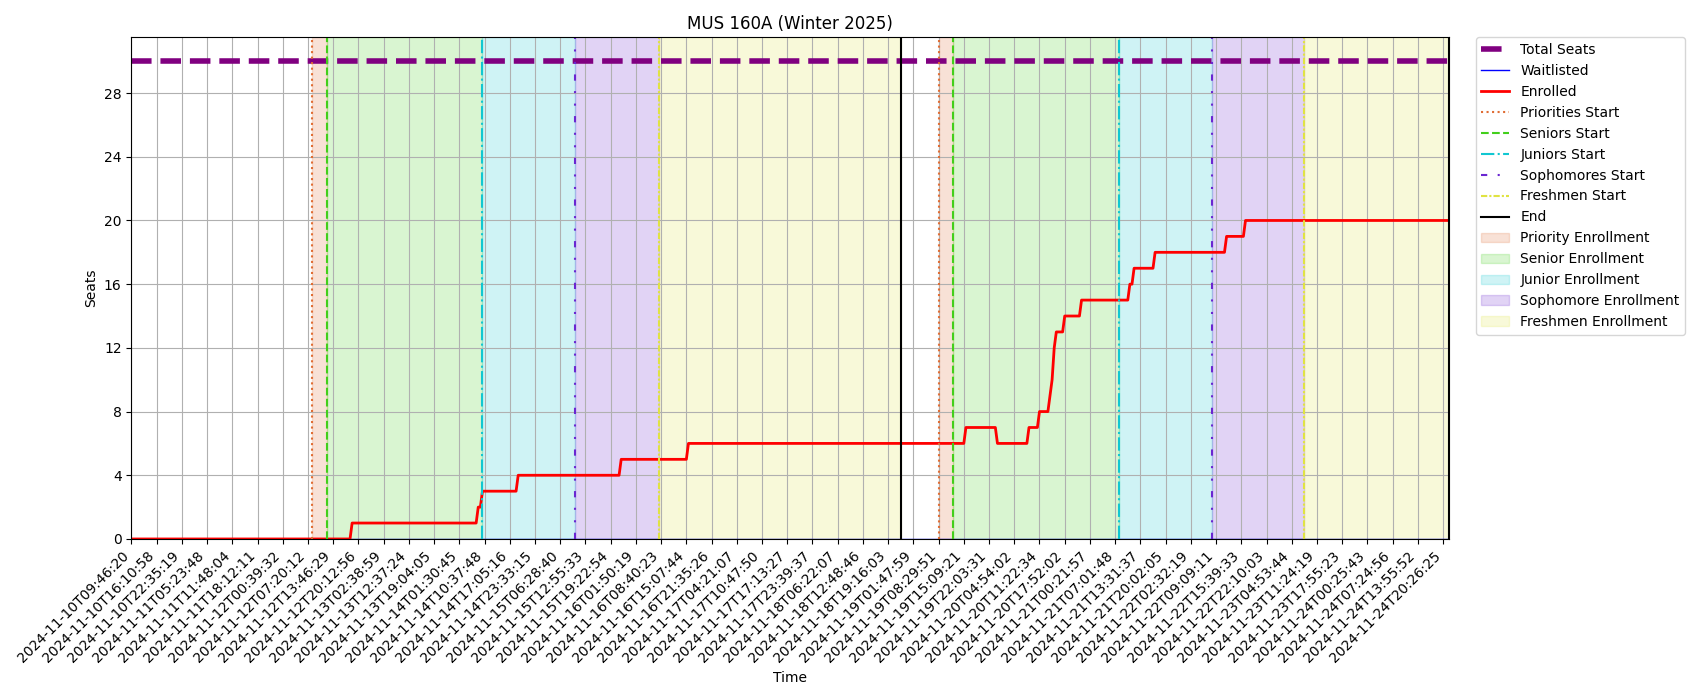 MUS 160A (Winter 2025)
Seats
28
24
20
16
12
8
4
0
2024-11-10T09:46:20
2024-11-10T16:10:58
2024-11-10T22:35:19
2024-11-11T05:23:48
2024-11-11T11:48:04
2024-11-11T18:12:11
2024-11-12T00:39:32
2024-11-12T07:20:12
2024-11-12T13:46:29
2024-11-12T20:12:56
2024-11-13T02:38:59
2024-11-13T12:37:24
2024-11-13T19:04:05
2024-11-14T01:30:45
2024-11-14T10:37:48
2024-11-14T17:05:16
2024-11-14T23:33:15
2024-11-15T06:28:40
2024-11-15T12:55:33
2024-11-15T19:22:54
2024-11-16T01:50:19
2024-11-16T08:40:23
2024-11-16T15:07:44
2024-11-16T21:35:26
2024-11-17T04:21:07
2024-11-17T10:47:50
2024-11-17T17:13:27
2024-11-17T23:39:37
2024-11-18T06:22:07
2024-11-18T12:48:46
2024-11-18T19:16:03
2024-11-19T01:47:59
2024-11-19T08:29:51
2024-11-19T15:09:21
2024-11-19T22:03:31
2024-11-20T04:54:02
2024-11-20T11:22:34
2024-11-20T17:52:02
2024-11-21T00:21:57
2024-11-21T07:01:48
2024-11-21T13:31:37
2024-11-21T20:02:05
2024-11-22T02:32:19
2024-11-22T09:09:11
2024-11-22T15:39:33
2024-11-22T22:10:03
2024-11-23T04:53:44
2024-11-23T11:24:19
2024-11-23T17:55:23
2024-11-24T00:25:43
2024-11-24T07:24:56
2024-11-24T13:55:52
2024-11-24T20:26:25
Time
Total Seats
Waitlisted
Enrolled
Priorities Start
Seniors Start
Juniors Start
Sophomores Start
Freshmen Start
End
Priority Enrollment
Senior Enrollment
Junior Enrollment
Sophomore Enrollment
Freshmen Enrollment